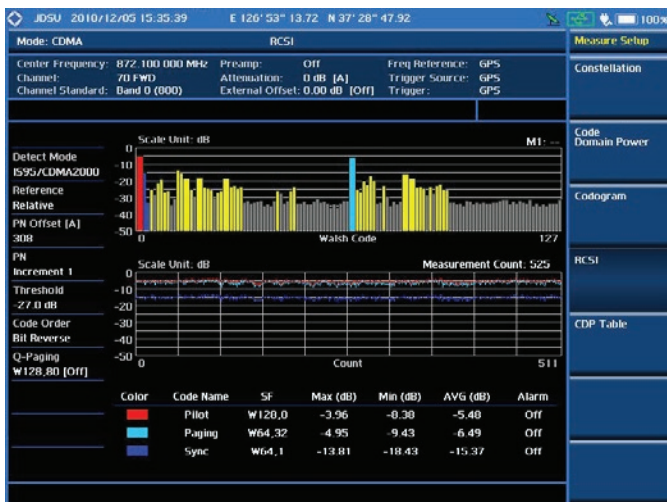 JDSU 2010/12/05 15:35.39 E 126° 53" 13.72 N 37° 28" 47.92 100%
Mode: CDMA RCSI Measure Setup
Center Frequency: 872.100 000 MHz Preamp: Off Freq Reference: GPS
Channel: 70 FWD Attenuation: 0 dB [A] Trigger Source: GPS
Channel Standard: Band 0 (000) External Offset: 0.00 dB [Off] Trigger: GPS
Constellation
Code
Domain Power
Codogram
RCSI
CDP Table
Detect Mode
IS95/CDMA2000
Reference
Relative
PN Offset [A]
308
PN
Increment 1
Threshold
-27.0 dB
Code Order
Bit Reverse
Q-Paging
W128,80 [Off]
Scale Unit: dB M1: --
0
-10
-20
-30
-40
-50
0 Walsh Code 127
Scale Unit: dB Measurement Count: 525
0
-10
-20
-30
-40
-50
0 Count 511
Color Code Name SF Max (dB) Min (dB) AVG (dB) Alarm
Pilot W128,0 -3.96 -8.38 -5.48 Off
Paging W64,32 -4.95 -9.43 -6.49 Off
Sync W64,1 -13.81 -18.43 -15.37 Off